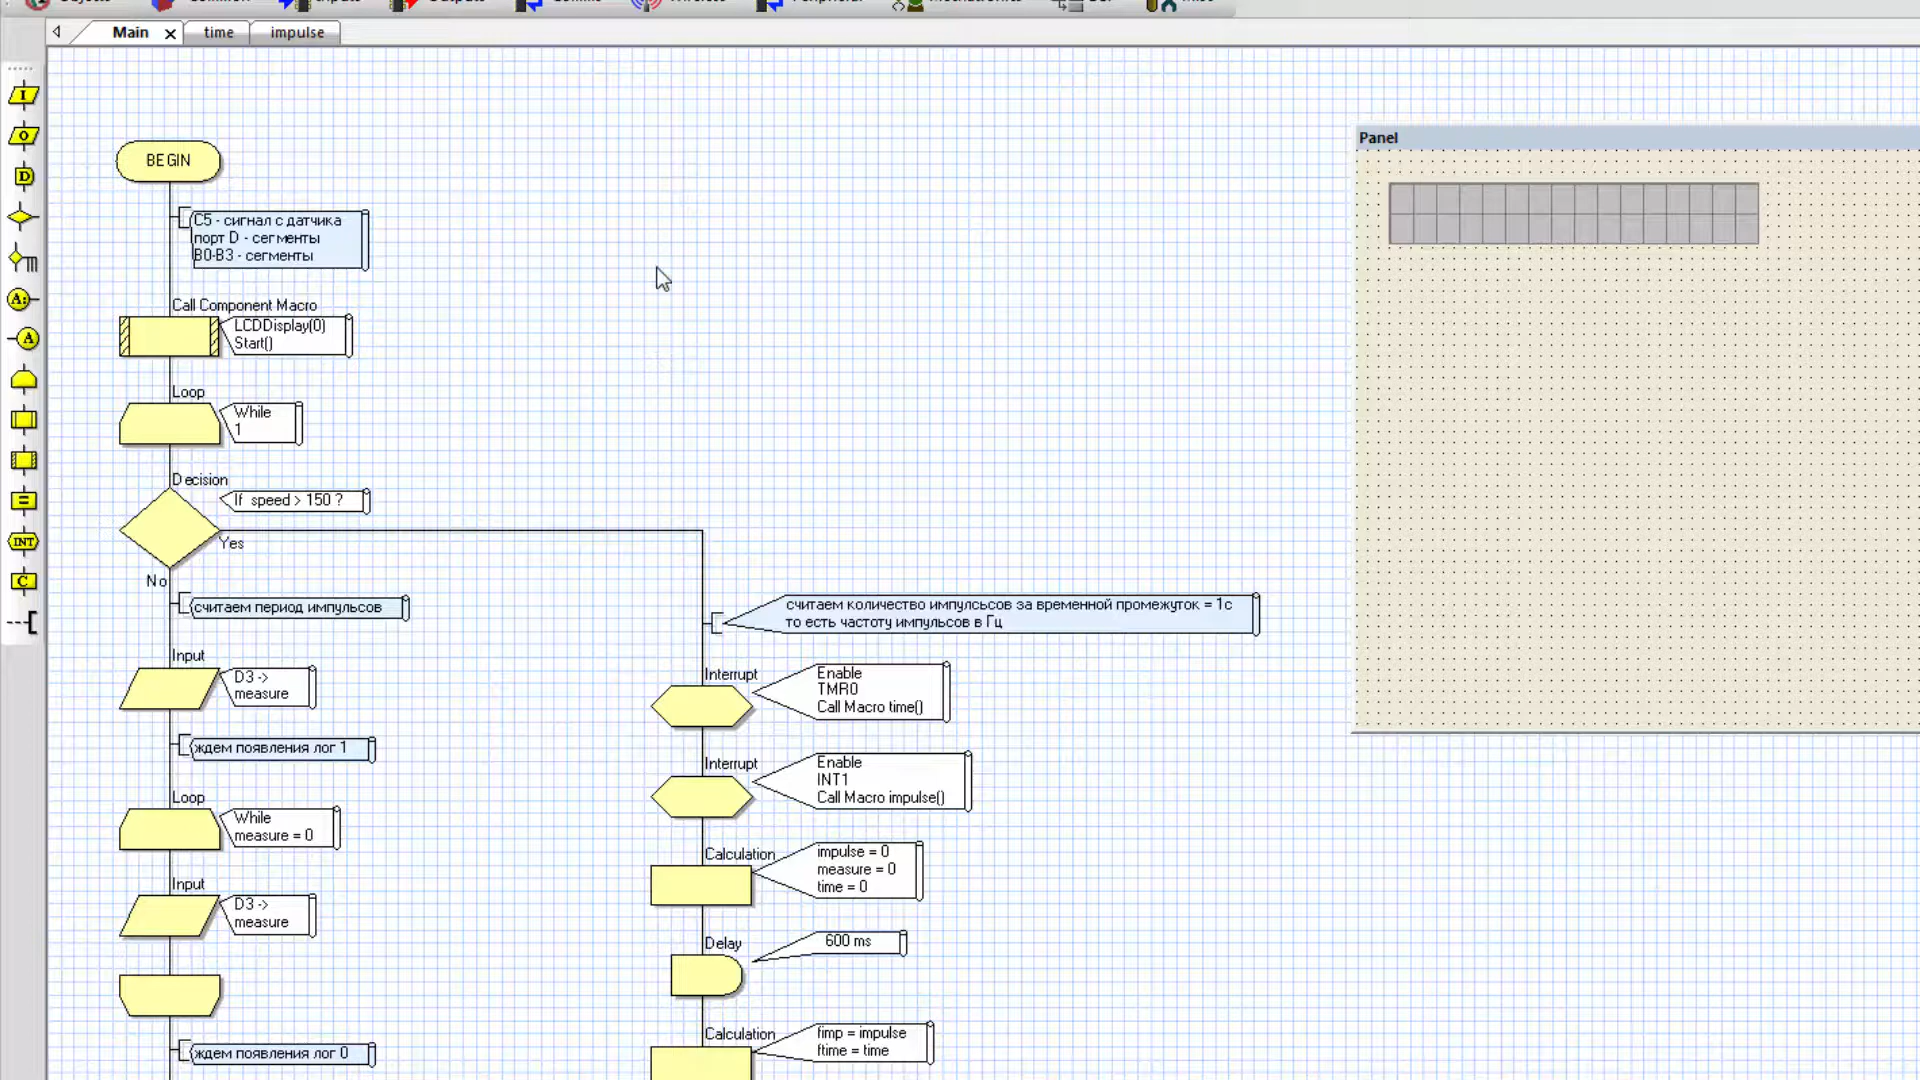 Main
time
impulse
Panel
BEGIN
C5 - сигнал с датчика
порт D - сегменты
B0-B3 - сегменты
Call Component Macro
LCDDisplay(0)
Start()
Loop
While
1
Decision
If speed > 150 ?
Yes
No
считаем период импульсов
считаем количество импулсьсов за временной промежуток = 1с
то есть частоту импульсов в Гц
Input
D3 ->
measure
Interrupt
Enable
TMR0
Call Macro time()
ждем появления лог 1
Interrupt
Enable
INT1
Call Macro impulse()
Loop
While
measure = 0
Calculation
impulse = 0
measure = 0
time = 0
Input
D3 ->
measure
Delay
600 ms
Calculation
fimp = impulse
ftime = time
ждем появления лог 0
I
O
D
A:
A
=
INT
C